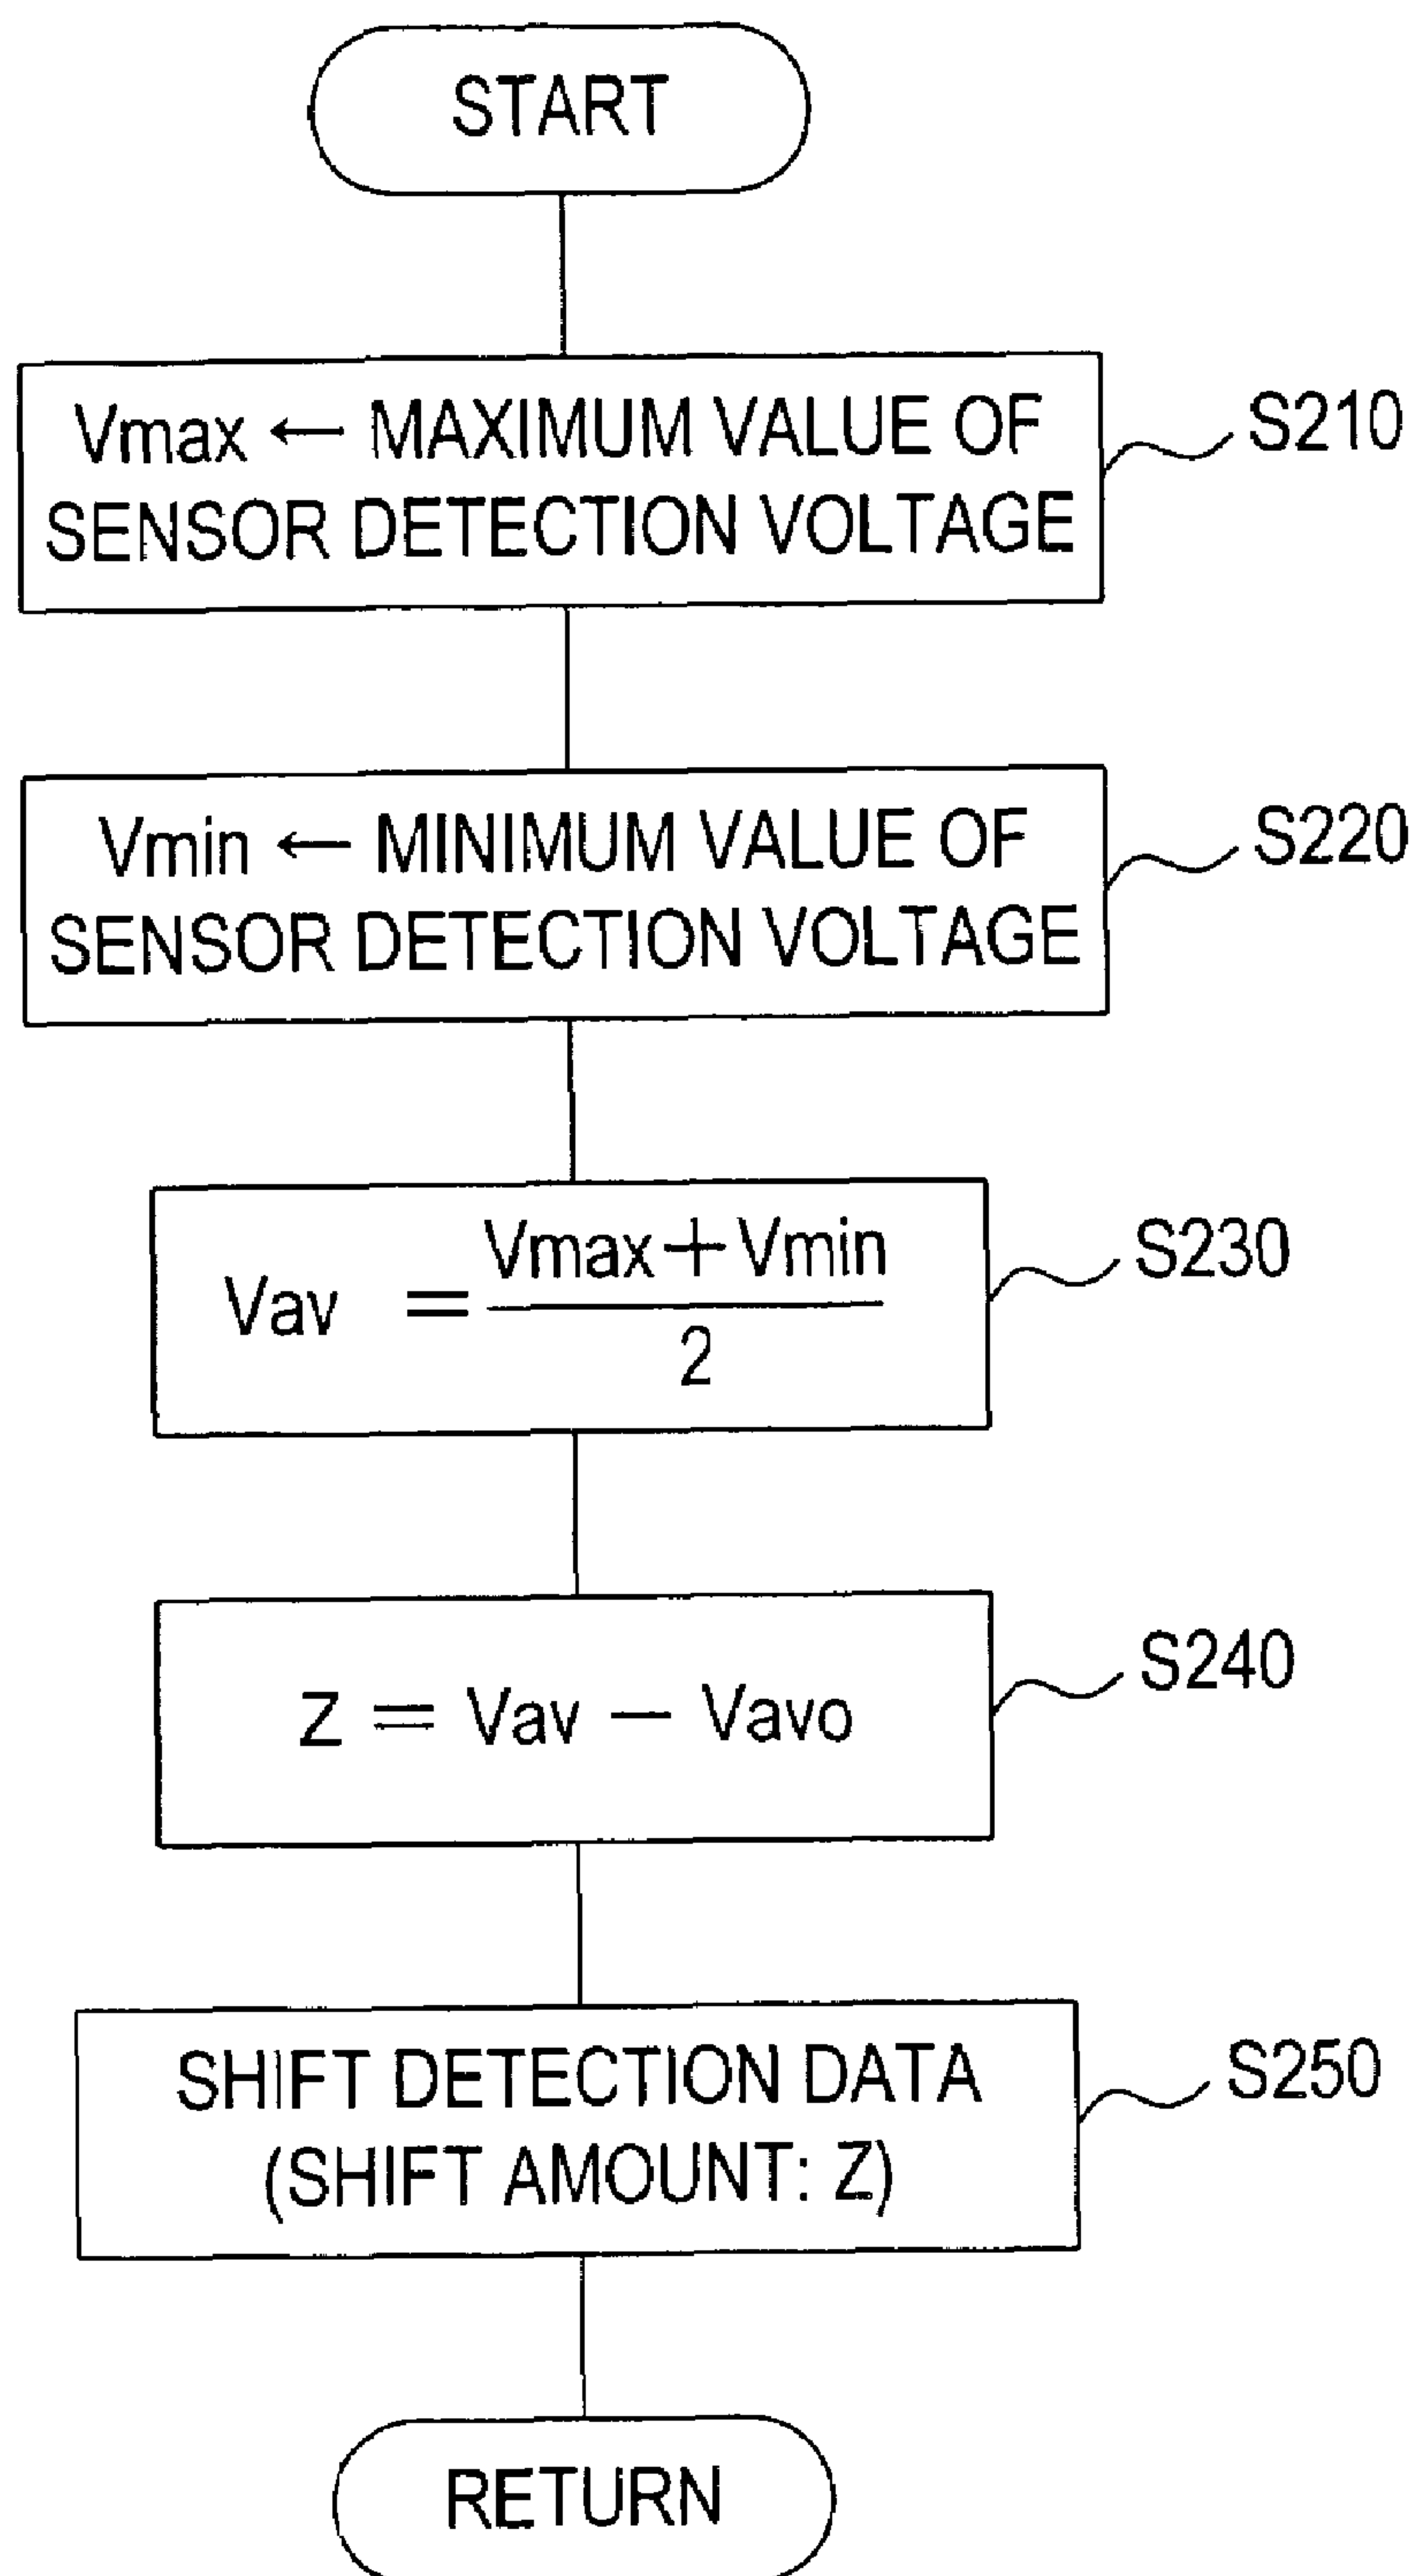 START
Vmax ← MAXIMUM VALUE OF
SENSOR DETECTION VOLTAGE
S210
Vmin ← MINIMUM VALUE OF
SENSOR DETECTION VOLTAGE
S220
Vav = Vmax + Vmin
2
S230
Z = Vav − Vavo
S240
SHIFT DETECTION DATA
(SHIFT AMOUNT: Z)
S250
RETURN